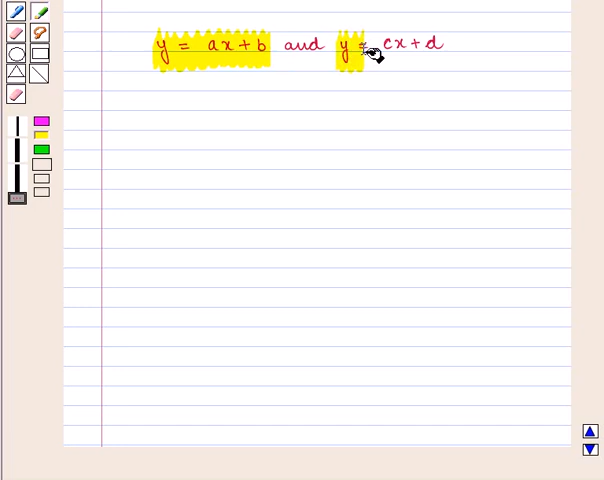 y = ax + b and y = cx + d